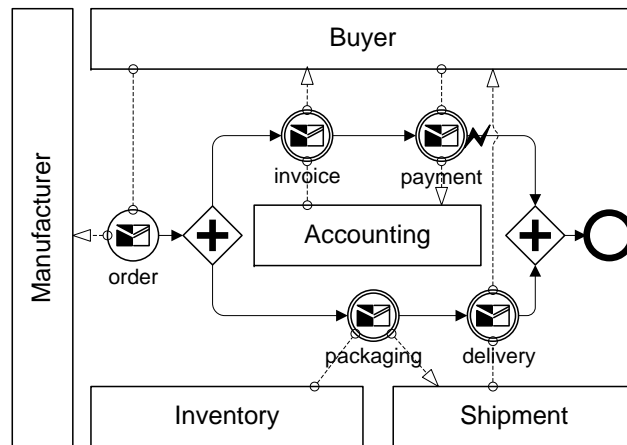 Buyer
Manufacturer
invoice
payment
Accounting
order
packaging
delivery
Inventory
Shipment